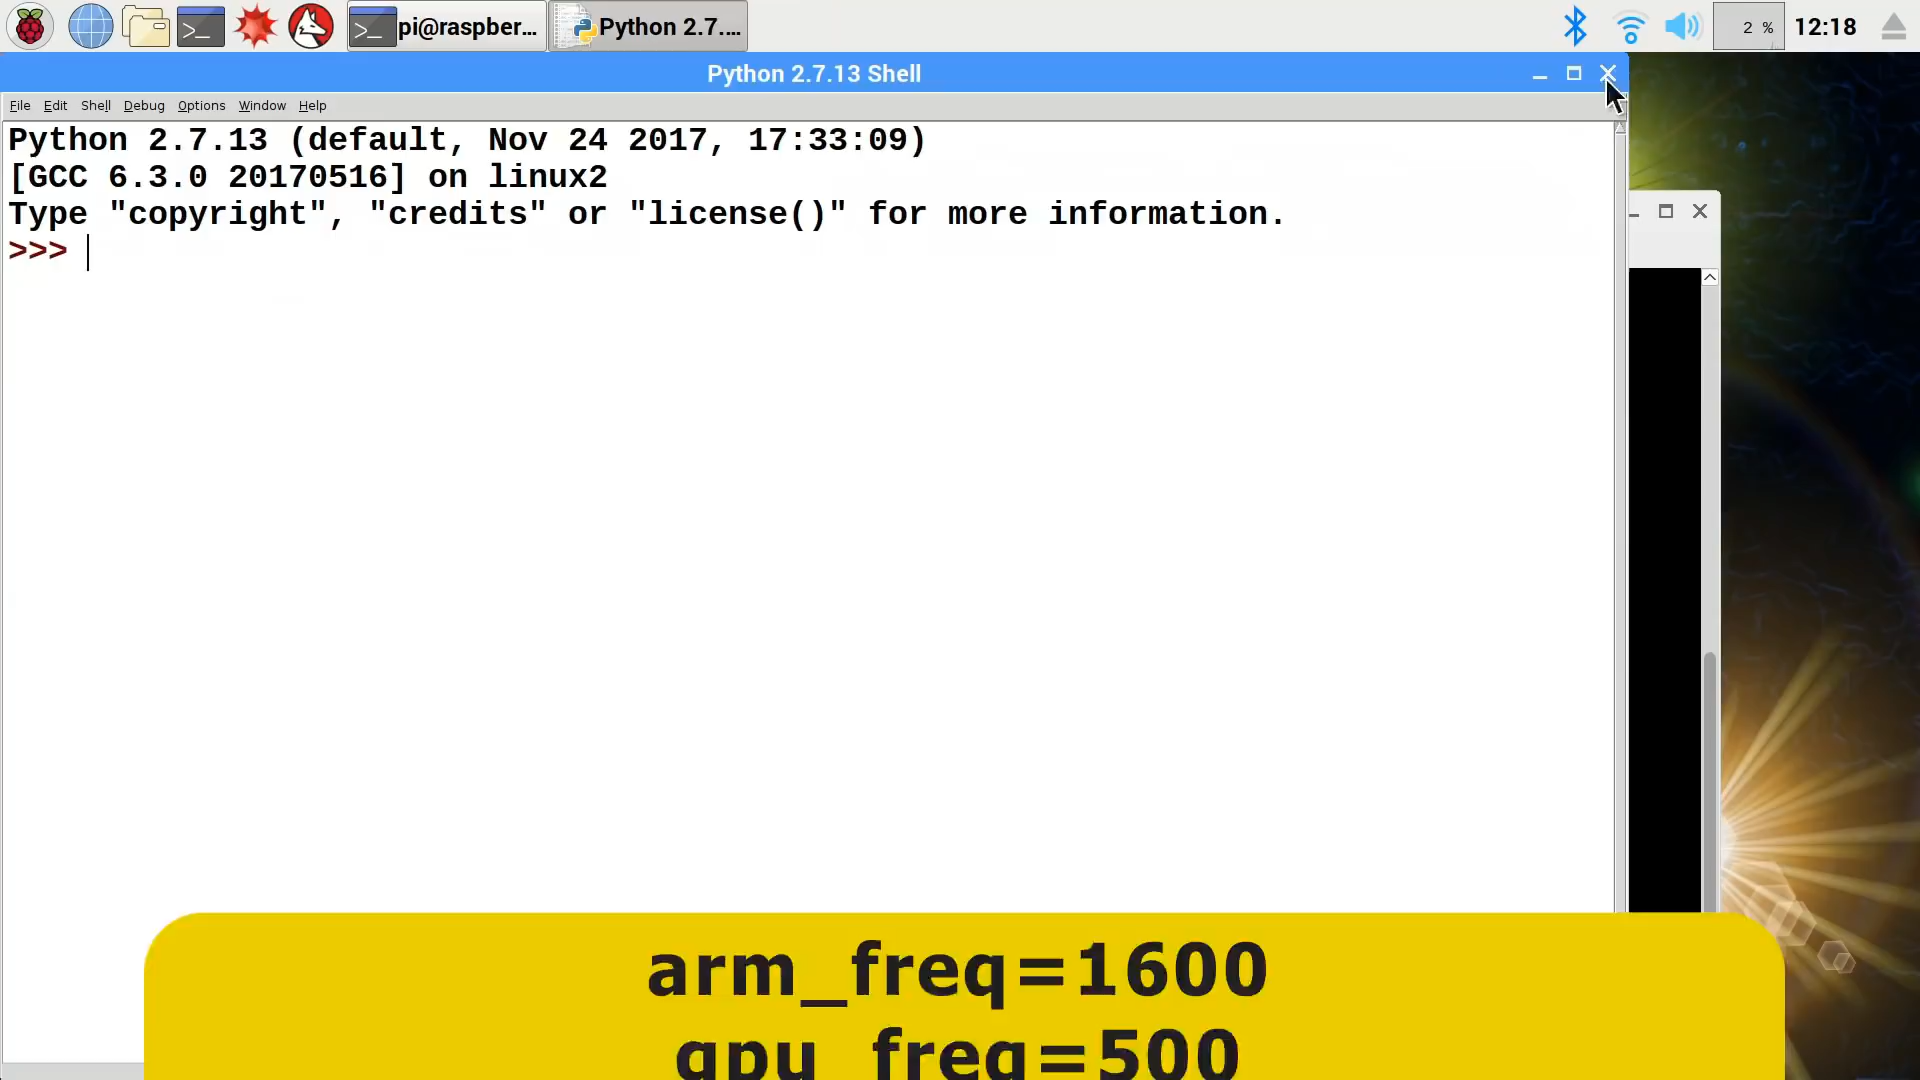 pi@raspber...
Python 2.7....
2 %
12:18
Python 2.7.13 Shell
File Edit Shell Debug Options Window Help
Python 2.7.13 (default, Nov 24 2017, 17:33:09)
[GCC 6.3.0 20170516] on linux2
Type "copyright", "credits" or "license()" for more information.
>>>
arm_freq=1600
gpu_freq=500